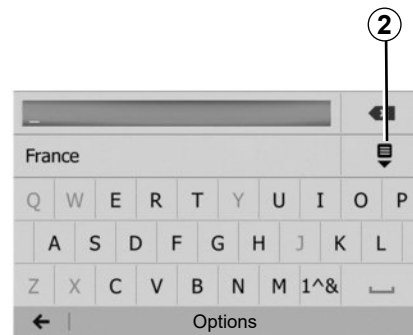 2
_
France
Q W E R T Y U I O P
A S D F G H J K L
Z X C V B N M 1^&
Options